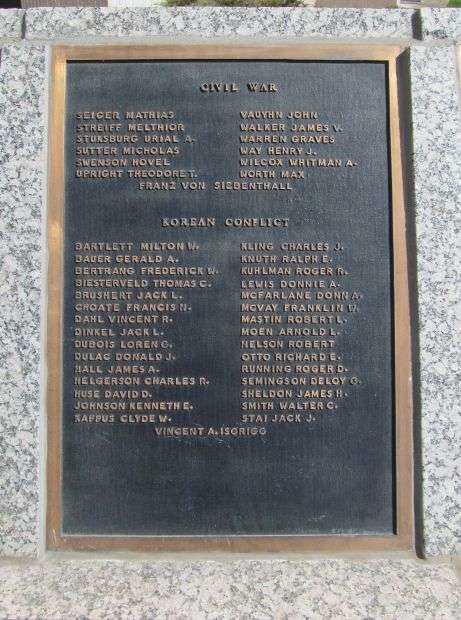 CIVIL WAR
SEIGER MATHIAS VAUYHN JOHN
STREIFF MELTHIOR WALKER JAMES V.
STUKSBURG URIAL A. WARREN GRAVES
SUTTER MICHOLAS WAY HENRY J.
SWENSON HOVEL WILCOX WHITMAN A.
UPRIGHT THEODORE T. WORTH MAX
FRANZ VON SIEBENTHALL
KOREAN CONFLICT
BARTLETT MILTON W. KLING CHARLES J.
BAUER GERALD A. KNUTH RALPH E.
BERTRANG FREDERICK W. KUHLMAN ROGER R.
BIESTERVELD THOMAS C. LEWIS DONNIE A.
BRUSHERT JACK L. MCFARLANE DONN A.
CHOATE FRANCIS N. MCVAY FRANKLIN W.
DAHL VINCENT R. MASTIN ROBERT L.
DINKEL JACK L. MOEN ARNOLD L.
DUBOIS LOREN C. NELSON ROBERT
DULAC DONALD J. OTTO RICHARD E.
HALL JAMES A. RUNNING ROGER D.
HELGERSON CHARLES R. SEMINGSON DELOY G.
HUSE DAVID D. SHELDON JAMES H.
JOHNSON KENNETH E. SMITH WALTER C.
KAPPUS CLYDE W. STAI JACK J.
VINCENT A. ISGRIGG